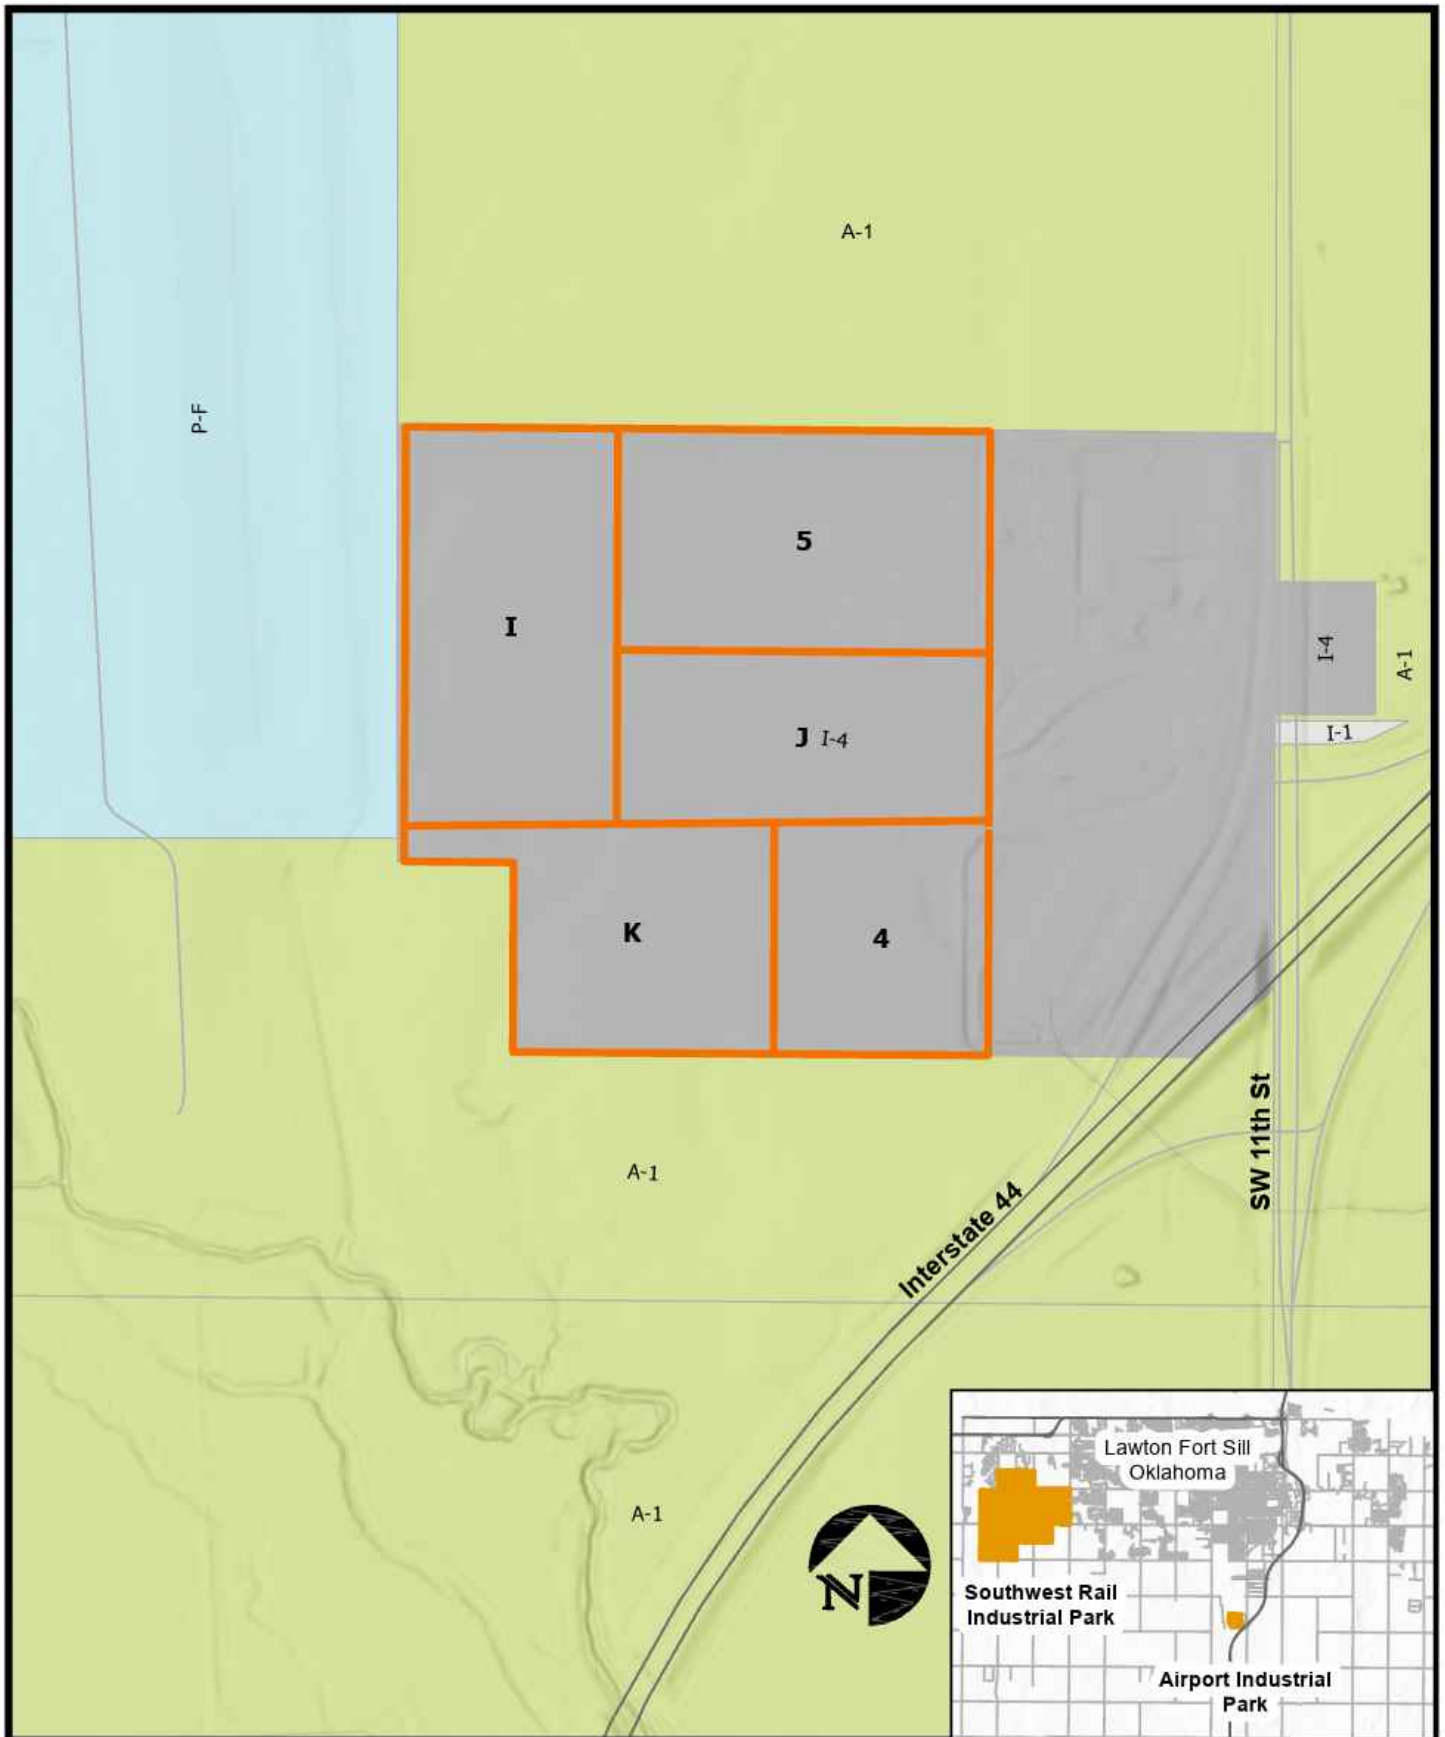 A-1
P-F
5
I
I-4
A-1
J I-4
I-1
K
4
SW 11th St
A-1
Interstate 44
Lawton Fort Sill
Oklahoma
A-1
N
Southwest Rail
Industrial Park
Airport Industrial
Park